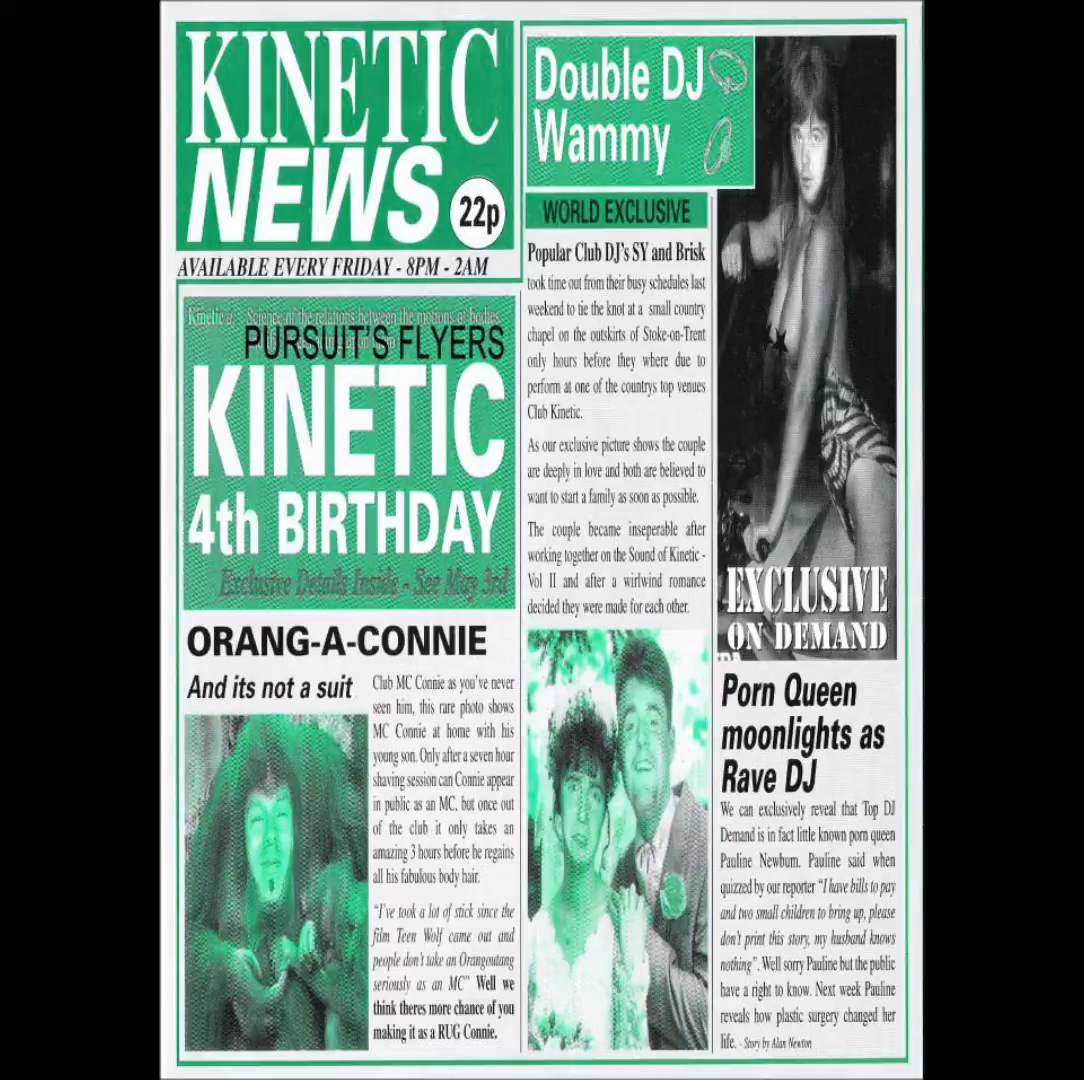 KINETIC
NEWS
22p
AVAILABLE EVERY FRIDAY - 8PM - 2AM
Kinetic a. Science of the relations between the motions of bodies
PURSUIT'S FLYERS
KINETIC
4th BIRTHDAY
Exclusive Details Inside - See May 3rd
ORANG-A-CONNIE
And its not a suit
Club MC Connie as you've never
seen him, this rare photo shows
MC Connie at home with his
young son. Only after a seven hour
shaving session can Connie appear
in public as an MC, but once out
of the club it only takes an
amazing 3 hours before he regains
all his fabulous body hair.
"I've took a lot of stick since the
film Teen Wolf came out and
people don't take an Orangoutang
seriously as an MC" Well we
think theres more chance of you
making it as a RUG Connie.
Double DJ
Wammy
WORLD EXCLUSIVE
Popular Club DJ's SY and Brisk
took time out from their busy schedules last
weekend to tie the knot at a small country
chapel on the outskirts of Stoke-on-Trent
only hours before they where due to
perform at one of the countrys top venues
Club Kinetic.
As our exclusive picture shows the couple
are deeply in love and both are believed to
want to start a family as soon as possible.
The couple became inseperable after
working together on the Sound of Kinetic -
Vol II and after a wirlwind romance
decided they were made for each other.
EXCLUSIVE
ON DEMAND
Porn Queen
moonlights as
Rave DJ
We can exclusively reveal that Top DJ
Demand is in fact little known porn queen
Pauline Newbum. Pauline said when
quizzed by our reporter "I have bills to pay
and two small children to bring up, please
don't print this story, my husband knows
nothing". Well sorry Pauline but the public
have a right to know. Next week Pauline
reveals how plastic surgery changed her
life. - Story by Alan Newton